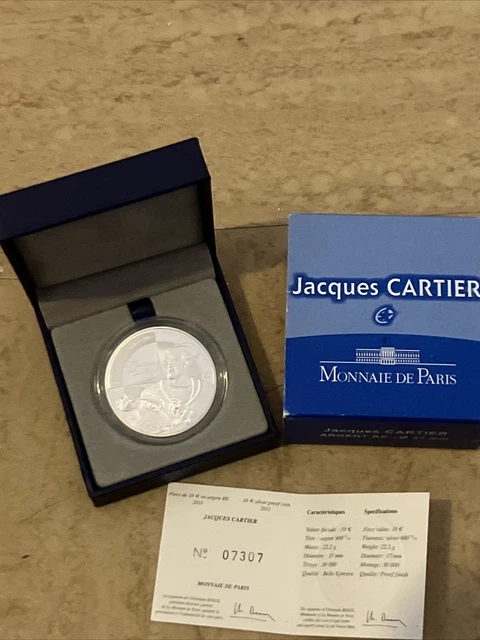 Jacques CARTIER
MONNAIE DE PARIS
Jacques CARTIER
ARGENT BE
Pièce de 10 € en argent BE
2011
10 € silver proof coin
2011
JACQUES CARTIER
N° 07307
MONNAIE DE PARIS
Caractéristiques
Valeur faciale : 10 €
Titre : argent 900
Masse : 22,2 g
Diamètre : 37 mm
Tirage : 10 000
Qualité : Belle Epreuve
Specifications
Face value: 10 €
Fineness: silver 900
Weight: 22.2 g
Diameter: 37 mm
Mintage: 10 000
Quality: Proof finish